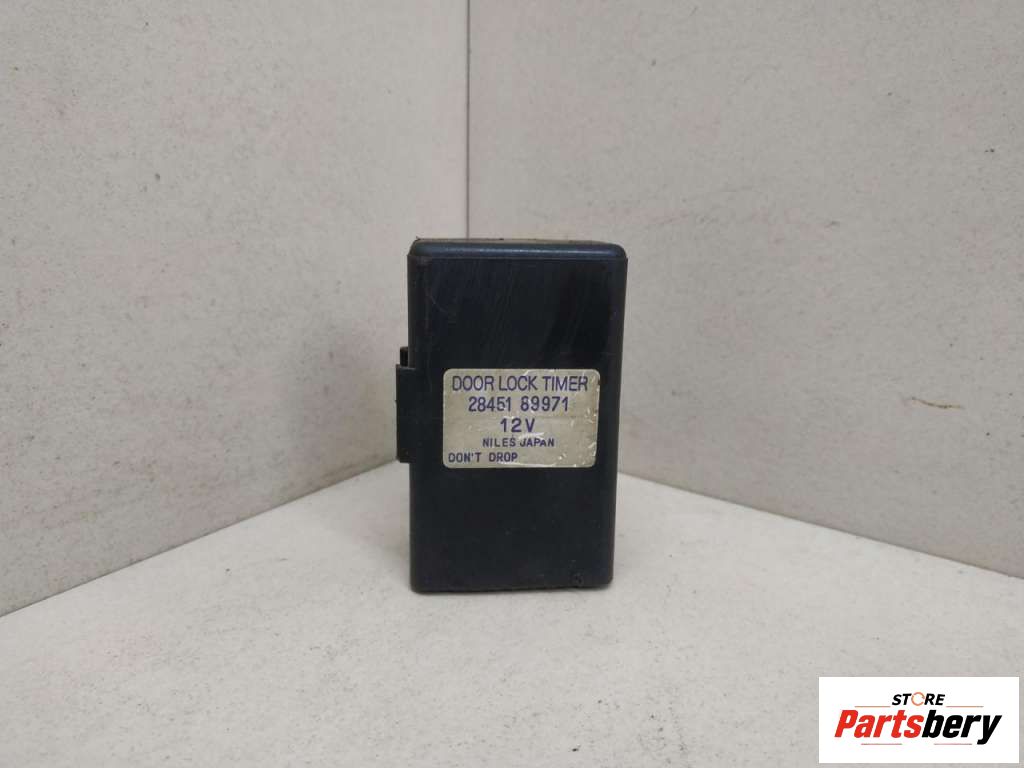 DOOR LOCK TIMER
28451 89971
12V
NILES JAPAN
DON'T DROP
STORE
Partsbery